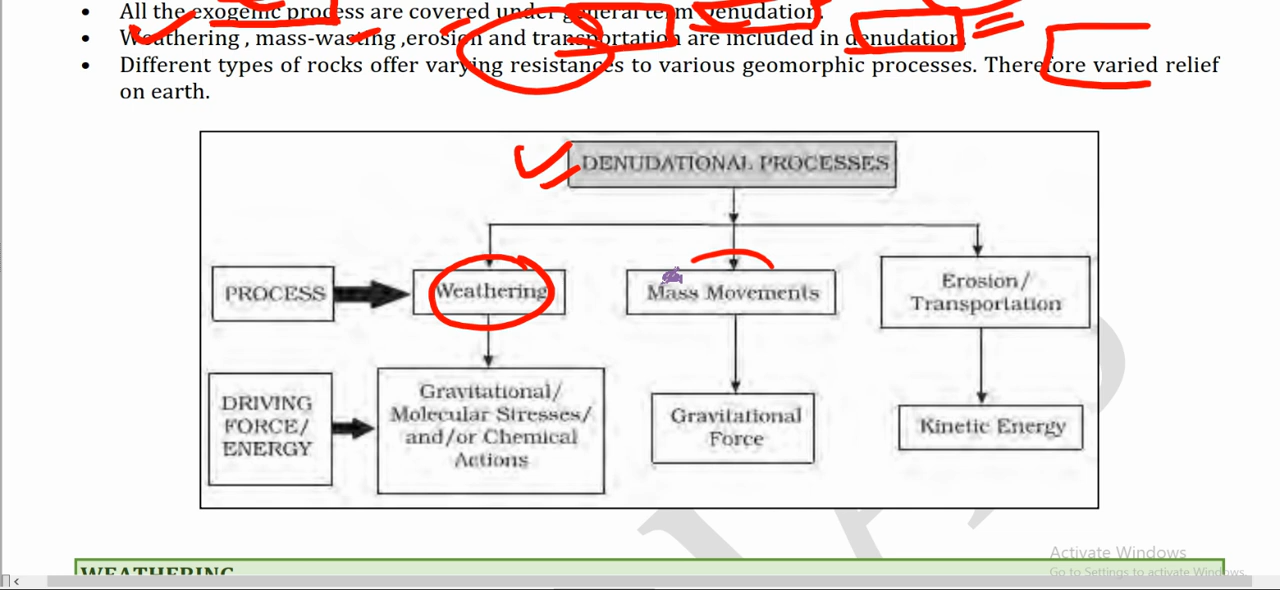 • All the exogenic process are covered under general term Denudation.
• Weathering , mass-wasting ,erosion and transportation are included in denudation.
• Different types of rocks offer varying resistances to various geomorphic processes. Therefore varied relief
on earth.
DENUDATIONAL PROCESSES
PROCESS
Weathering
Mass Movements
Erosion/
Transportation
DRIVING
FORCE/
ENERGY
Gravitational/
Molecular Stresses/
and/or Chemical
Actions
Gravitational
Force
Kinetic Energy
Activate Windows
Go to Settings to activate Windows.
WEATHERING